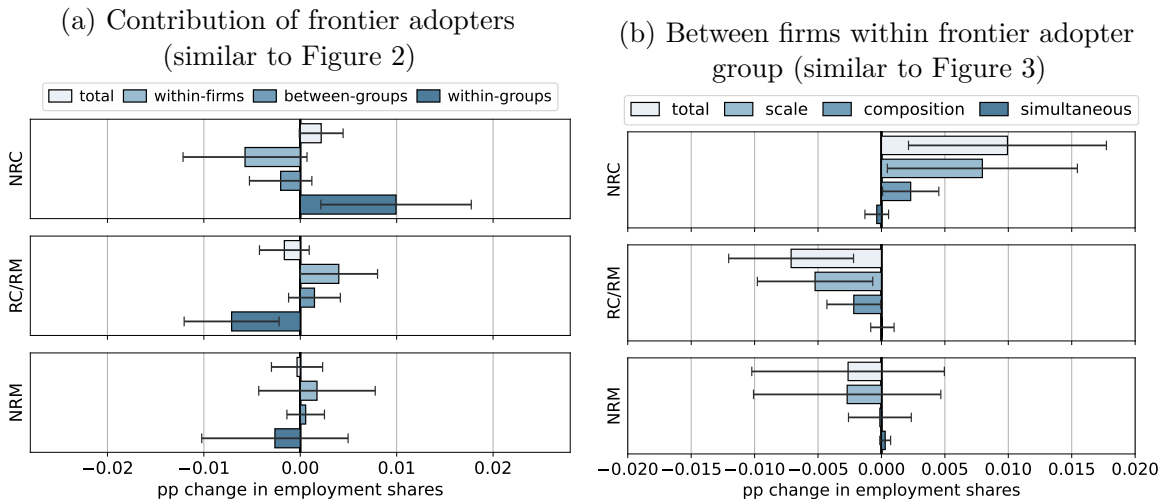 (a) Contribution of frontier adopters
(similar to Figure 2)
total within-firms between-groups within-groups
NRC
RC/RM
NRM
−0.02 −0.01 0.00 0.01 0.02
pp change in employment shares
(b) Between firms within frontier adopter
group (similar to Figure 3)
total scale composition simultaneous
NRC
RC/RM
NRM
−0.020 −0.015 −0.010 −0.005 0.000 0.005 0.010 0.015 0.020
pp change in employment shares